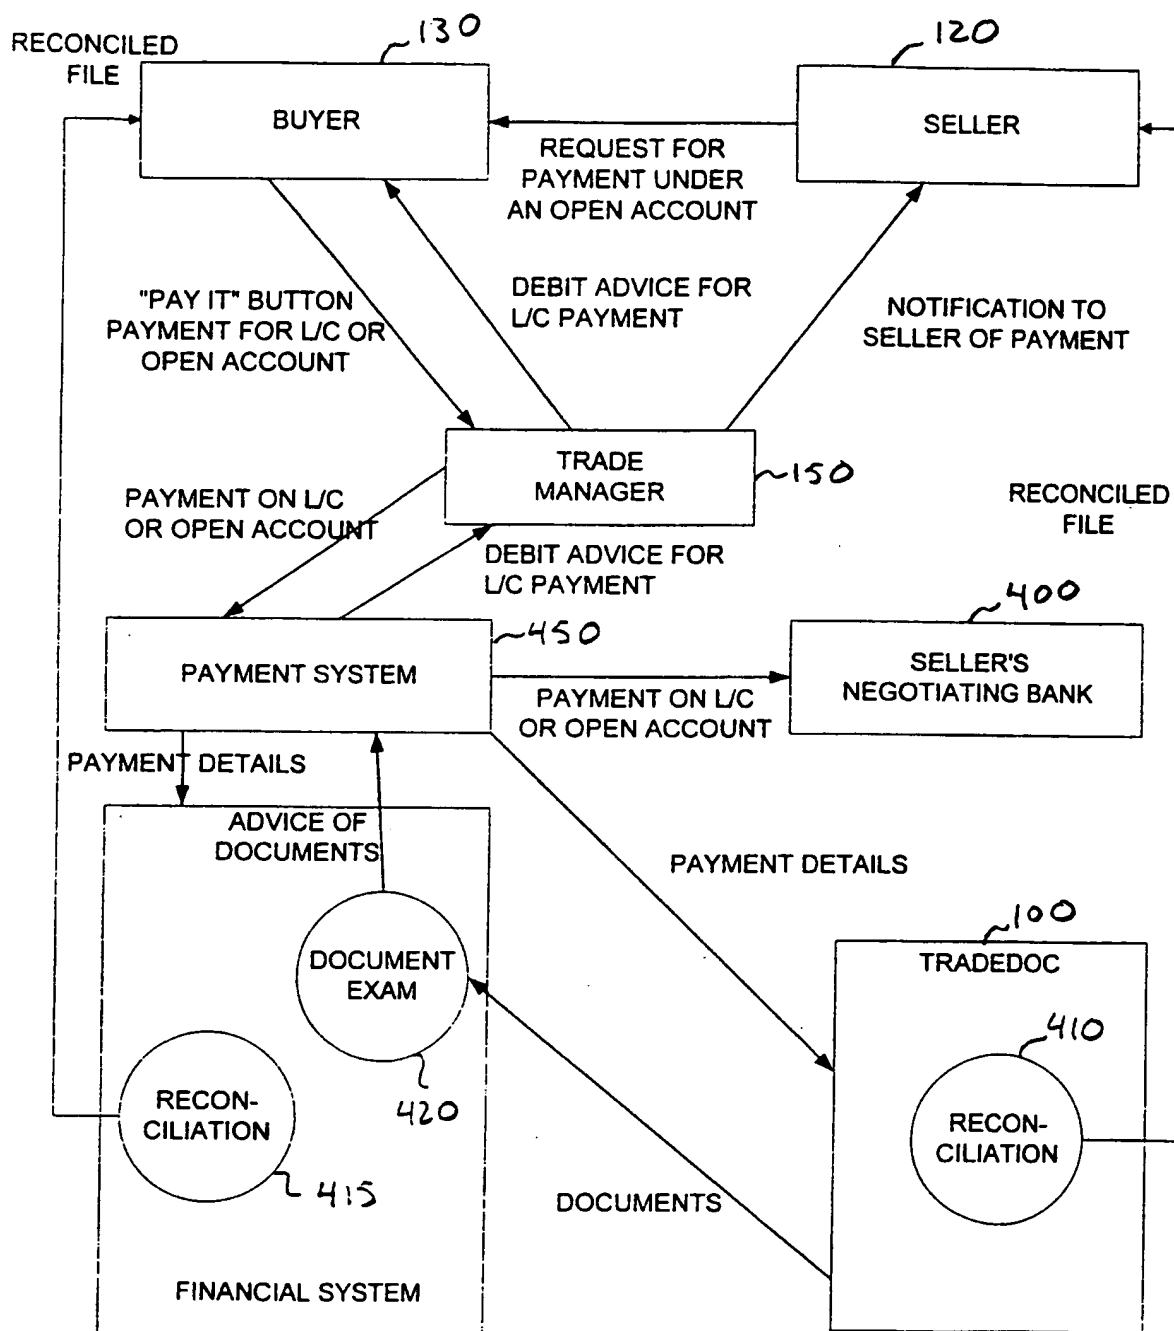 130
120
RECONCILED
FILE
BUYER
SELLER
REQUEST FOR
PAYMENT UNDER
AN OPEN ACCOUNT
"PAY IT" BUTTON
PAYMENT FOR L/C OR
OPEN ACCOUNT
DEBIT ADVICE FOR
L/C PAYMENT
NOTIFICATION TO
SELLER OF PAYMENT
TRADE
MANAGER
150
PAYMENT ON L/C
OR OPEN ACCOUNT
RECONCILED
FILE
DEBIT ADVICE FOR
L/C PAYMENT
450
400
PAYMENT SYSTEM
SELLER'S
NEGOTIATING BANK
PAYMENT ON L/C
OR OPEN ACCOUNT
PAYMENT DETAILS
ADVICE OF
DOCUMENTS
PAYMENT DETAILS
100
TRADEDOC
DOCUMENT
EXAM
420
410
RECON-
CILIATION
415
RECON-
CILIATION
DOCUMENTS
FINANCIAL SYSTEM